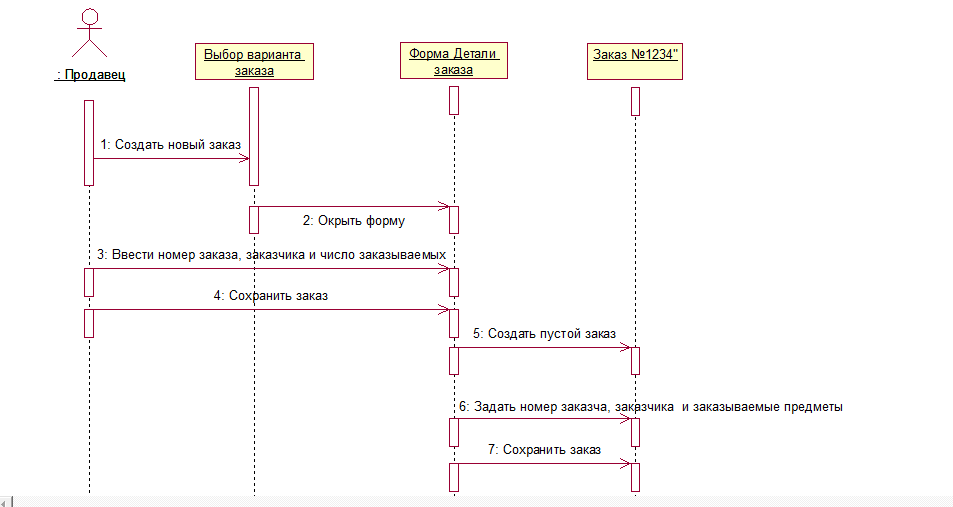 : Продавец
Выбор варианта
заказа
Форма Детали
заказа
Заказ №1234"
1: Создать новый заказ
2: Окрыть форму
3: Ввести номер заказа, заказчика и число заказываемых
4: Сохранить заказ
5: Создать пустой заказ
6: Задать номер заказча, заказчика и заказываемые предметы
7: Сохранить заказ